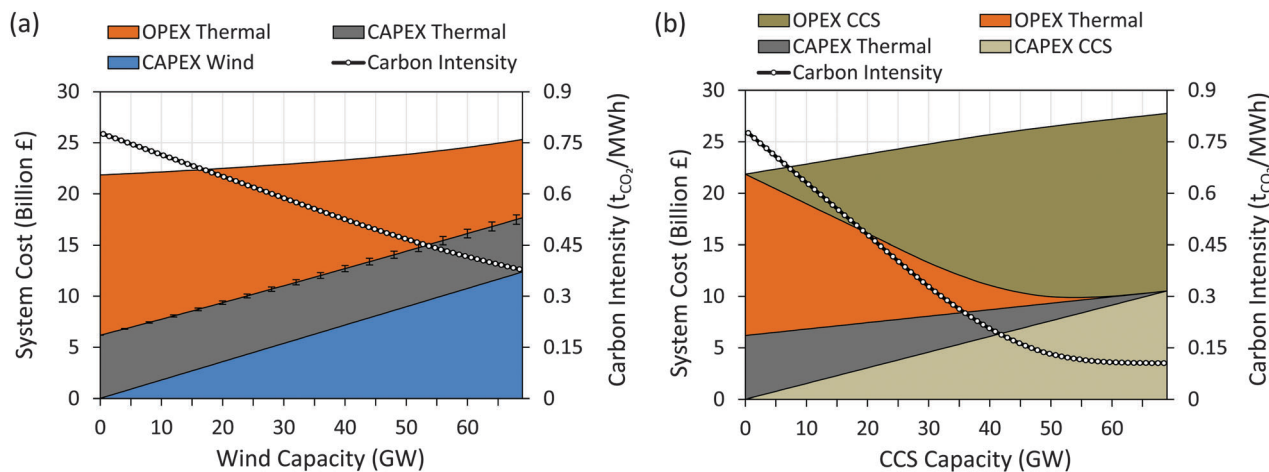 (a)
OPEX Thermal
CAPEX Thermal
CAPEX Wind
Carbon Intensity
System Cost (Billion £)
30
25
20
15
10
5
0
0.9
0.75
0.6
0.45
0.3
0.15
0
Carbon Intensity (tCO₂/MWh)
0 10 20 30 40 50 60
Wind Capacity (GW)
(b)
OPEX CCS
OPEX Thermal
CAPEX Thermal
CAPEX CCS
Carbon Intensity
System Cost (Billion £)
30
25
20
15
10
5
0
0.9
0.75
0.6
0.45
0.3
0.15
0
Carbon Intensity (tCO₂/MWh)
0 10 20 30 40 50 60
CCS Capacity (GW)